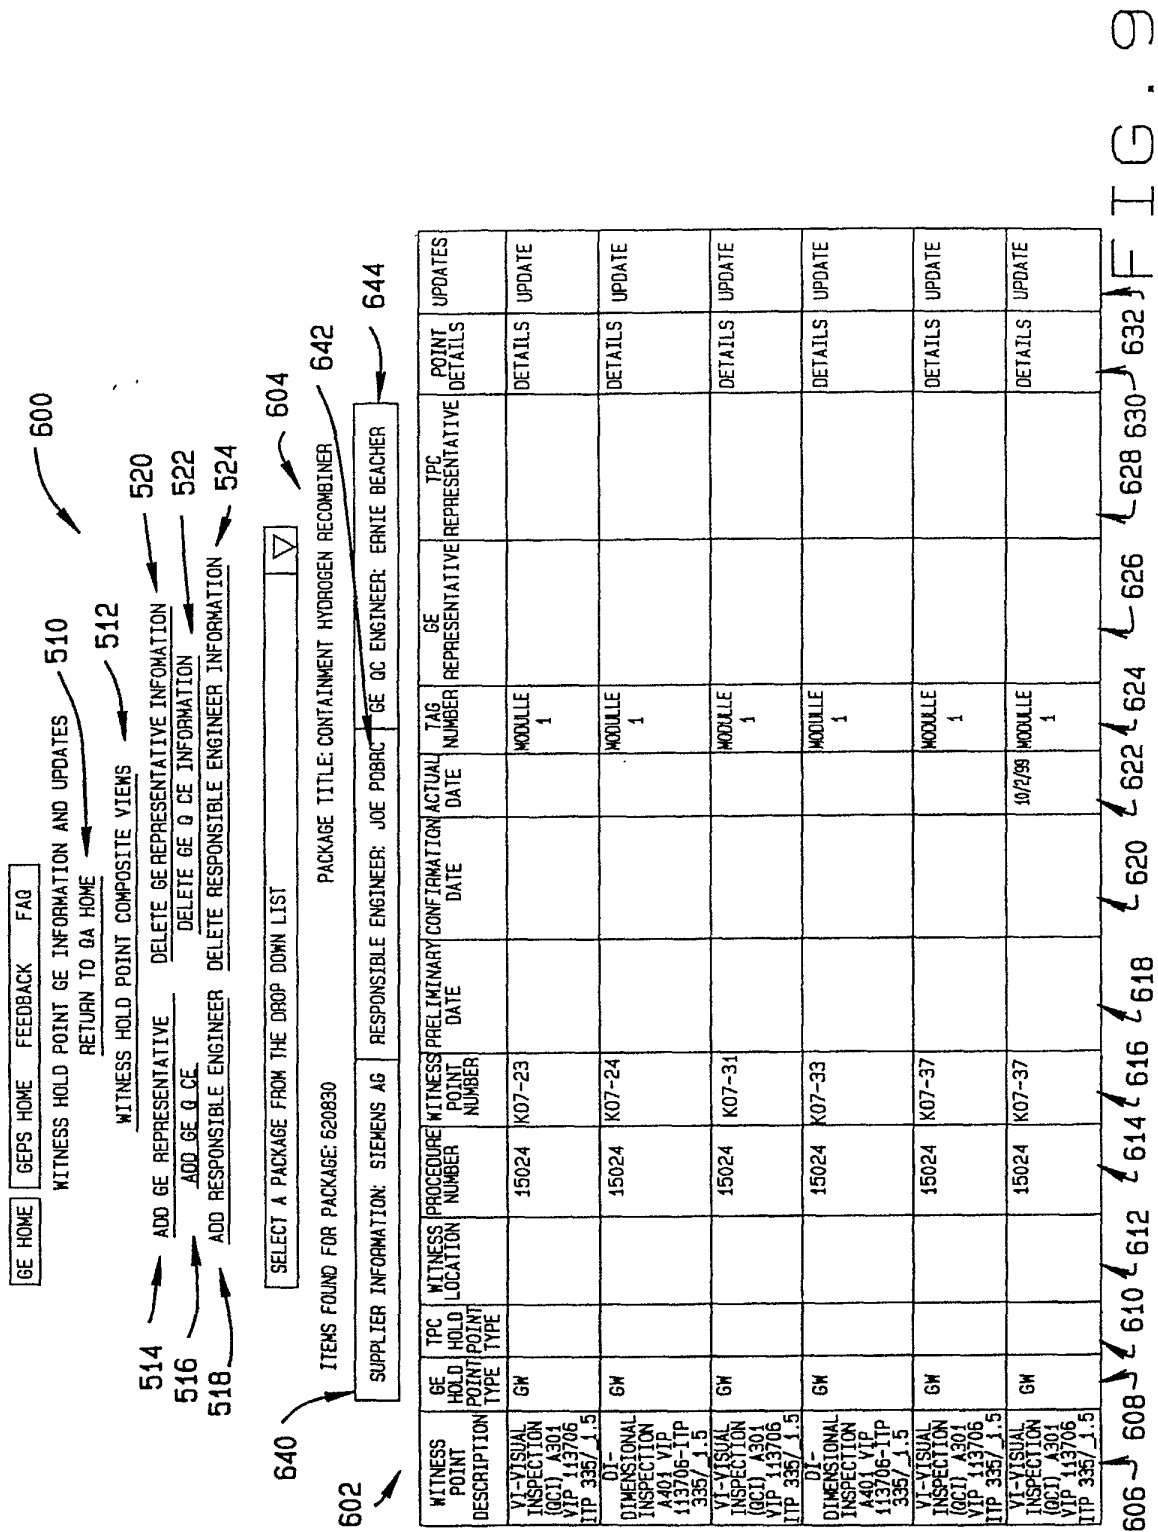 GE HOME GEPS HOME FEEDBACK FAQ
600
WITNESS HOLD POINT GE INFORMATION AND UPDATES
RETURN TO QA HOME 510
WITNESS HOLD POINT COMPOSITE VIEWS 512
514 ADD GE REPRESENTATIVE DELETE GE REPRESENTATIVE INFOMATION 520
516 ADD GE Q CE DELETE GE Q CE INFORMATION 522
518 ADD RESPONSIBLE ENGINEER DELETE RESPONSIBLE ENGINEER INFORMATION 524
SELECT A PACKAGE FROM THE DROP DOWN LIST
640 ITEMS FOUND FOR PACKAGE: 620830 PACKAGE TITLE: CONTAINMENT HYDROGEN RECOMBINER 604
642
602 SUPPLIER INFORMATION: SIEMENS AG RESPONSIBLE ENGINEER: JOE POBRC GE QC ENGINEER: ERNIE BEACHER 644
WITNESS POINT DESCRIPTION GE HOLD POINT TYPE TPC HOLD POINT TYPE WITNESS LOCATION PROCEDURE NUMBER WITNESS POINT NUMBER PRELIMINARY DATE CONFIRMATION DATE ACTUAL DATE TAG NUMBER GE REPRESENTATIVE TPC REPRESENTATIVE POINT DETAILS UPDATES
VI-VISUAL INSPECTION (QCI) A301 VIP 113706 ITP 335/_1.5 GW 15024 K07-23 MODULLE 1 DETAILS UPDATE
DI-DIMENSIONAL INSPECTION A401 VIP 113706-ITP 335/_1.5 GW 15024 K07-24 MODULLE 1 DETAILS UPDATE
VI-VISUAL INSPECTION (QCI) A301 VIP 113706 ITP 335/_1.5 GW 15024 K07-31 MODULLE 1 DETAILS UPDATE
DI-DIMENSIONAL INSPECTION A401 VIP 113706-ITP 335/_1.5 GW 15024 K07-33 MODULLE 1 DETAILS UPDATE
VI-VISUAL INSPECTION (QCI) A301 VIP 113706 ITP 335/_1.5 GW 15024 K07-37 MODULLE 1 DETAILS UPDATE
VI-VISUAL INSPECTION (QCI) A301 VIP 113706 ITP 335/_1.5 GW 15024 K07-37 10/2/99 MODULLE 1 DETAILS UPDATE
606 608 610 612 614 616 618 620 622 624 626 628 630 632
FIG. 9